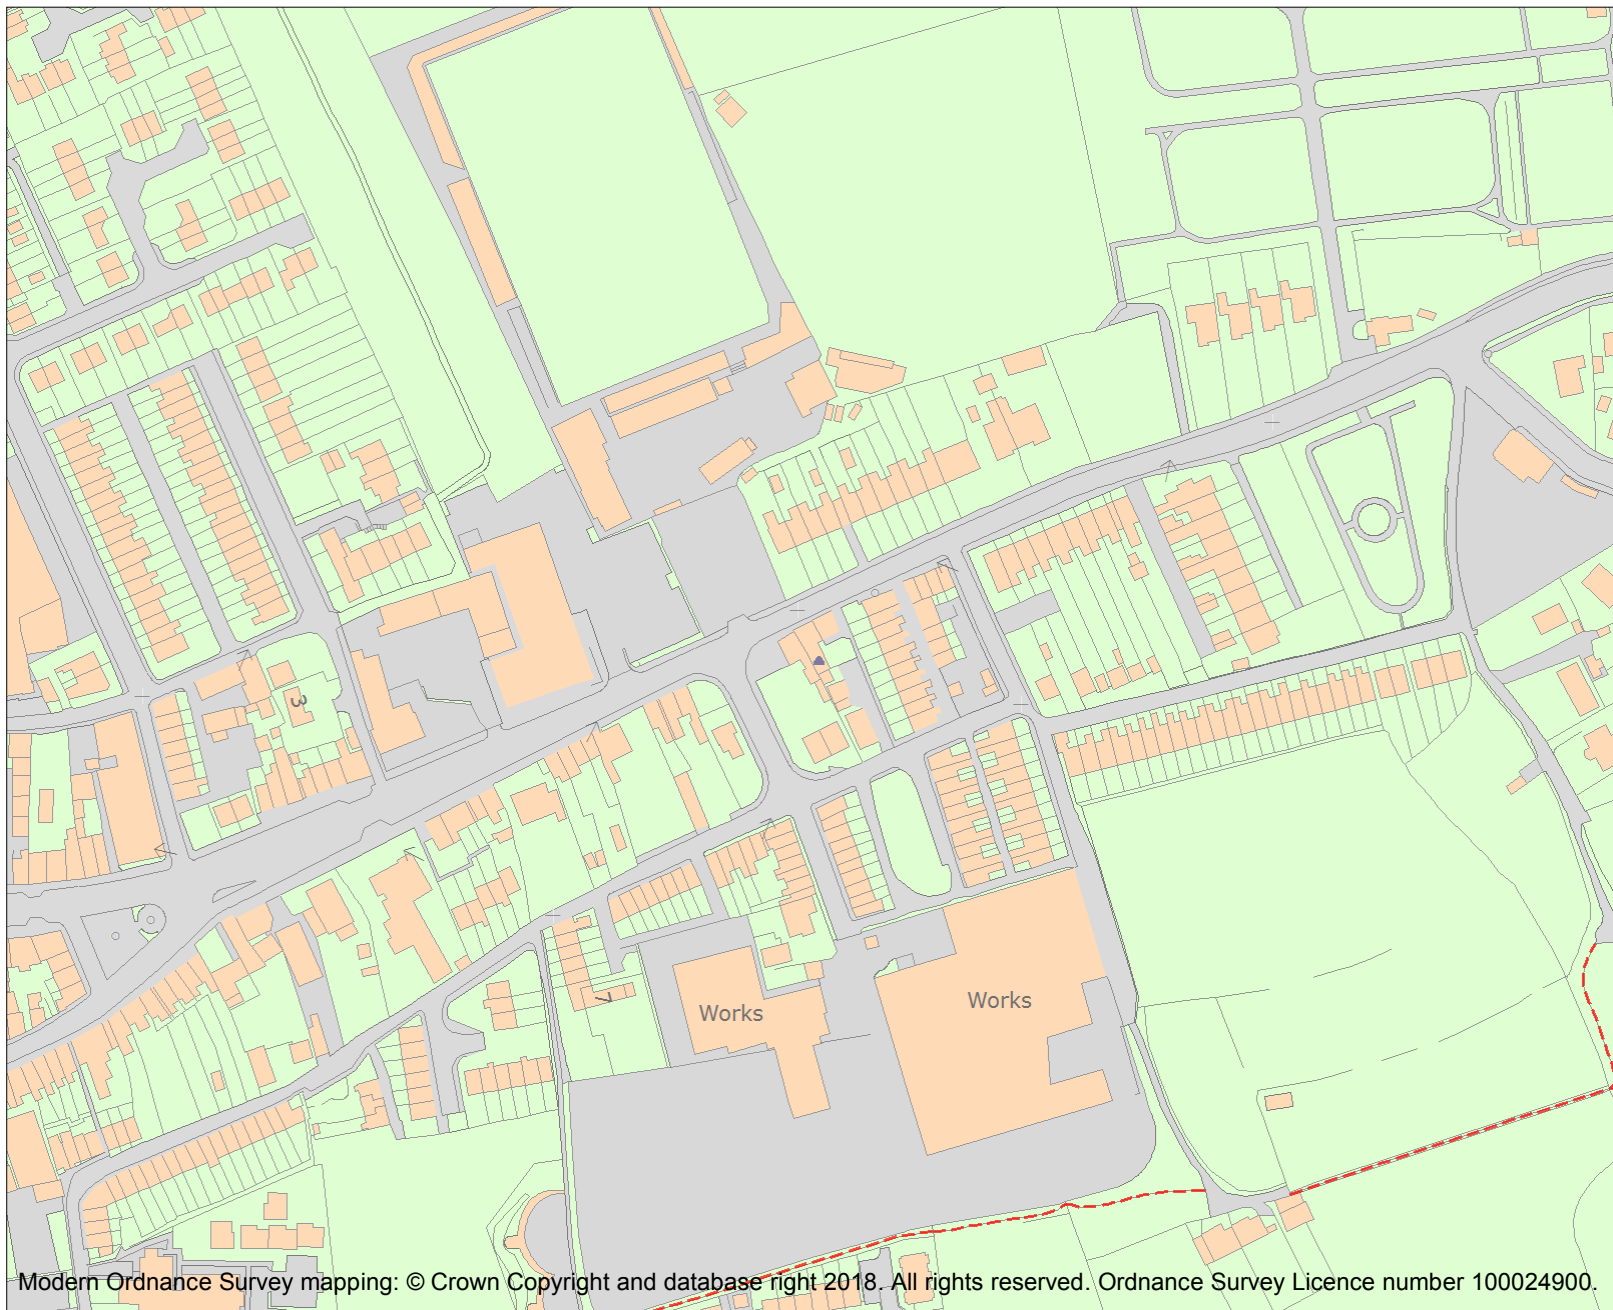 3
Works
Works
7
Modern Ordnance Survey mapping: © Crown Copyright and database right 2018. All rights reserved. Ordnance Survey Licence number 100024900.